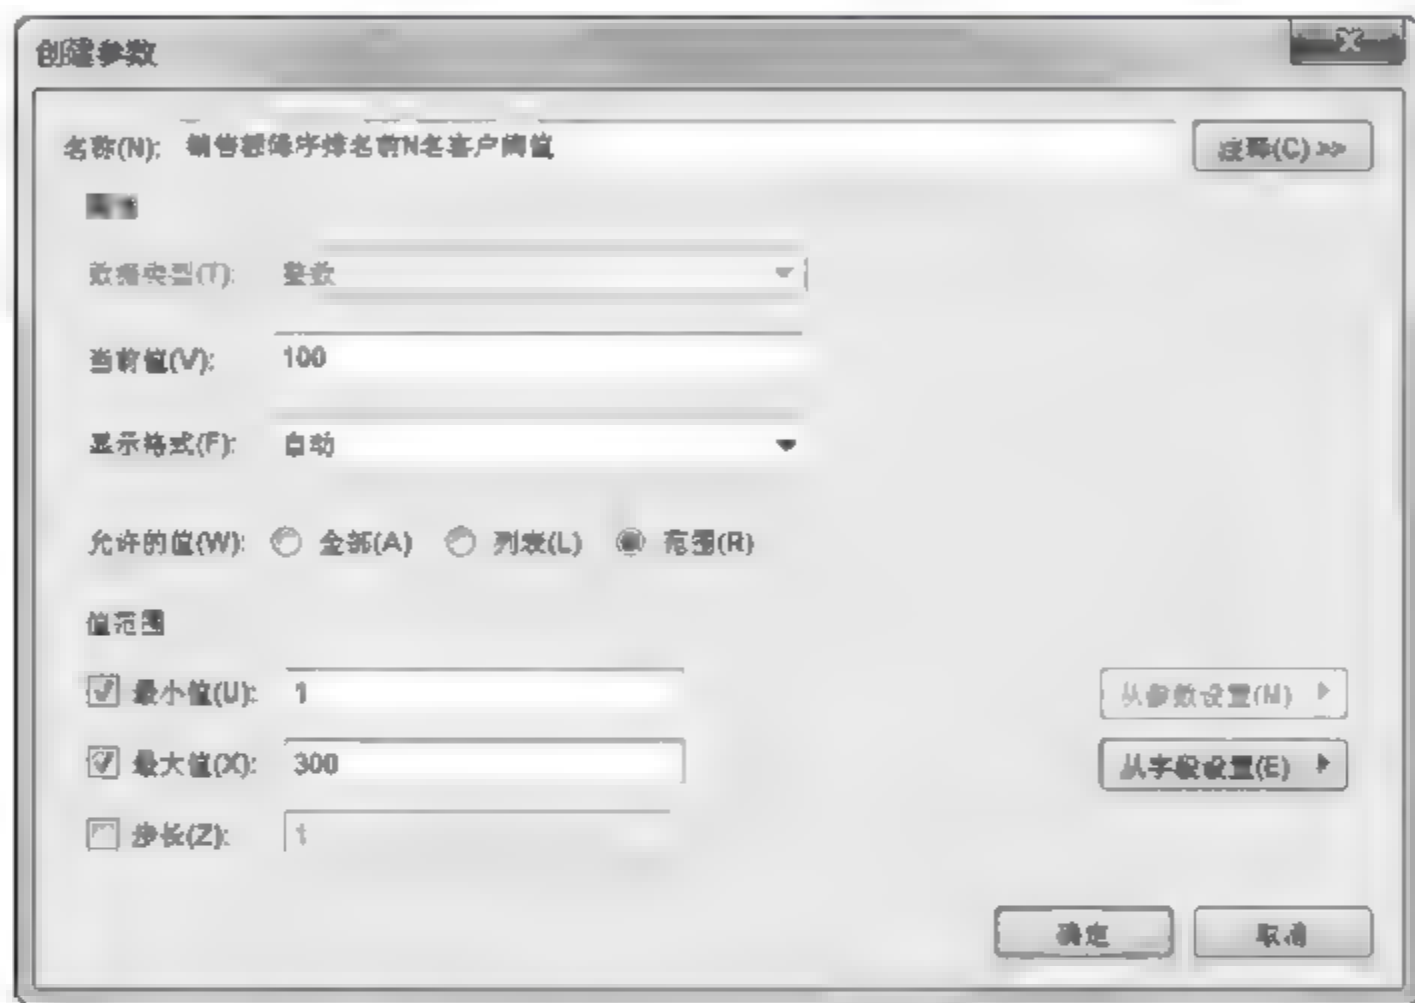 创建参数
名称(N): 销售额降序排名前N名客户阈值 注释(C) >>
属性
数据类型(T): 整数
当前值(V): 100
显示格式(F): 自动
允许的值(W): 全部(A) 列表(L) 范围(R)
值范围
最小值(U): 1 从参数设置(M)
最大值(X): 300 从字段设置(E)
步长(Z): 1
确定 取消